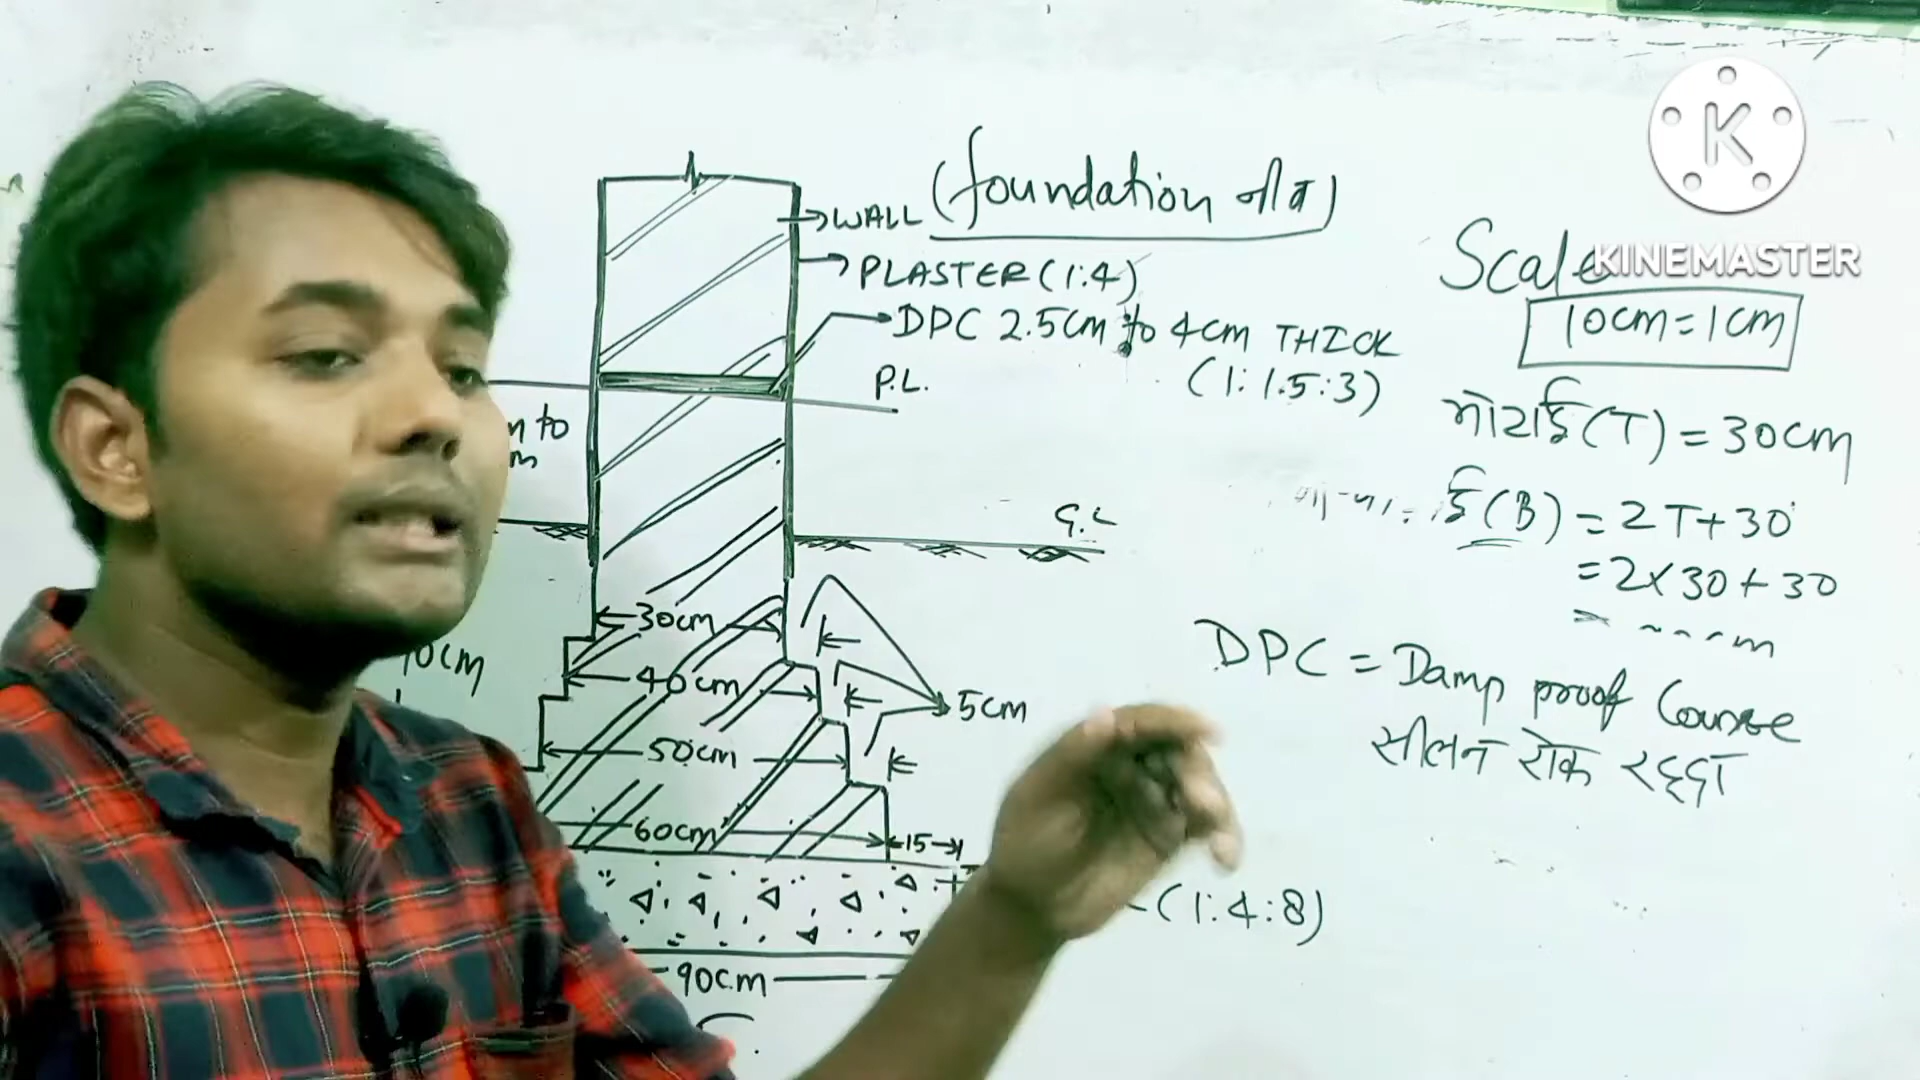 (foundation नीव)
WALL
PLASTER (1:4)
DPC 2.5cm to 4cm THICK
(1:1.5:3)
P.L.
G.L
30cm
40cm
50cm
60cm
5cm
15
90cm
(1:4:8)
Scale
10cm=1cm
मोटाई(T) = 30cm
(B) = 2T+30
=2X30+30
DPC = Damp proof Course
सीलन रोक रद्दा
KINEMASTER